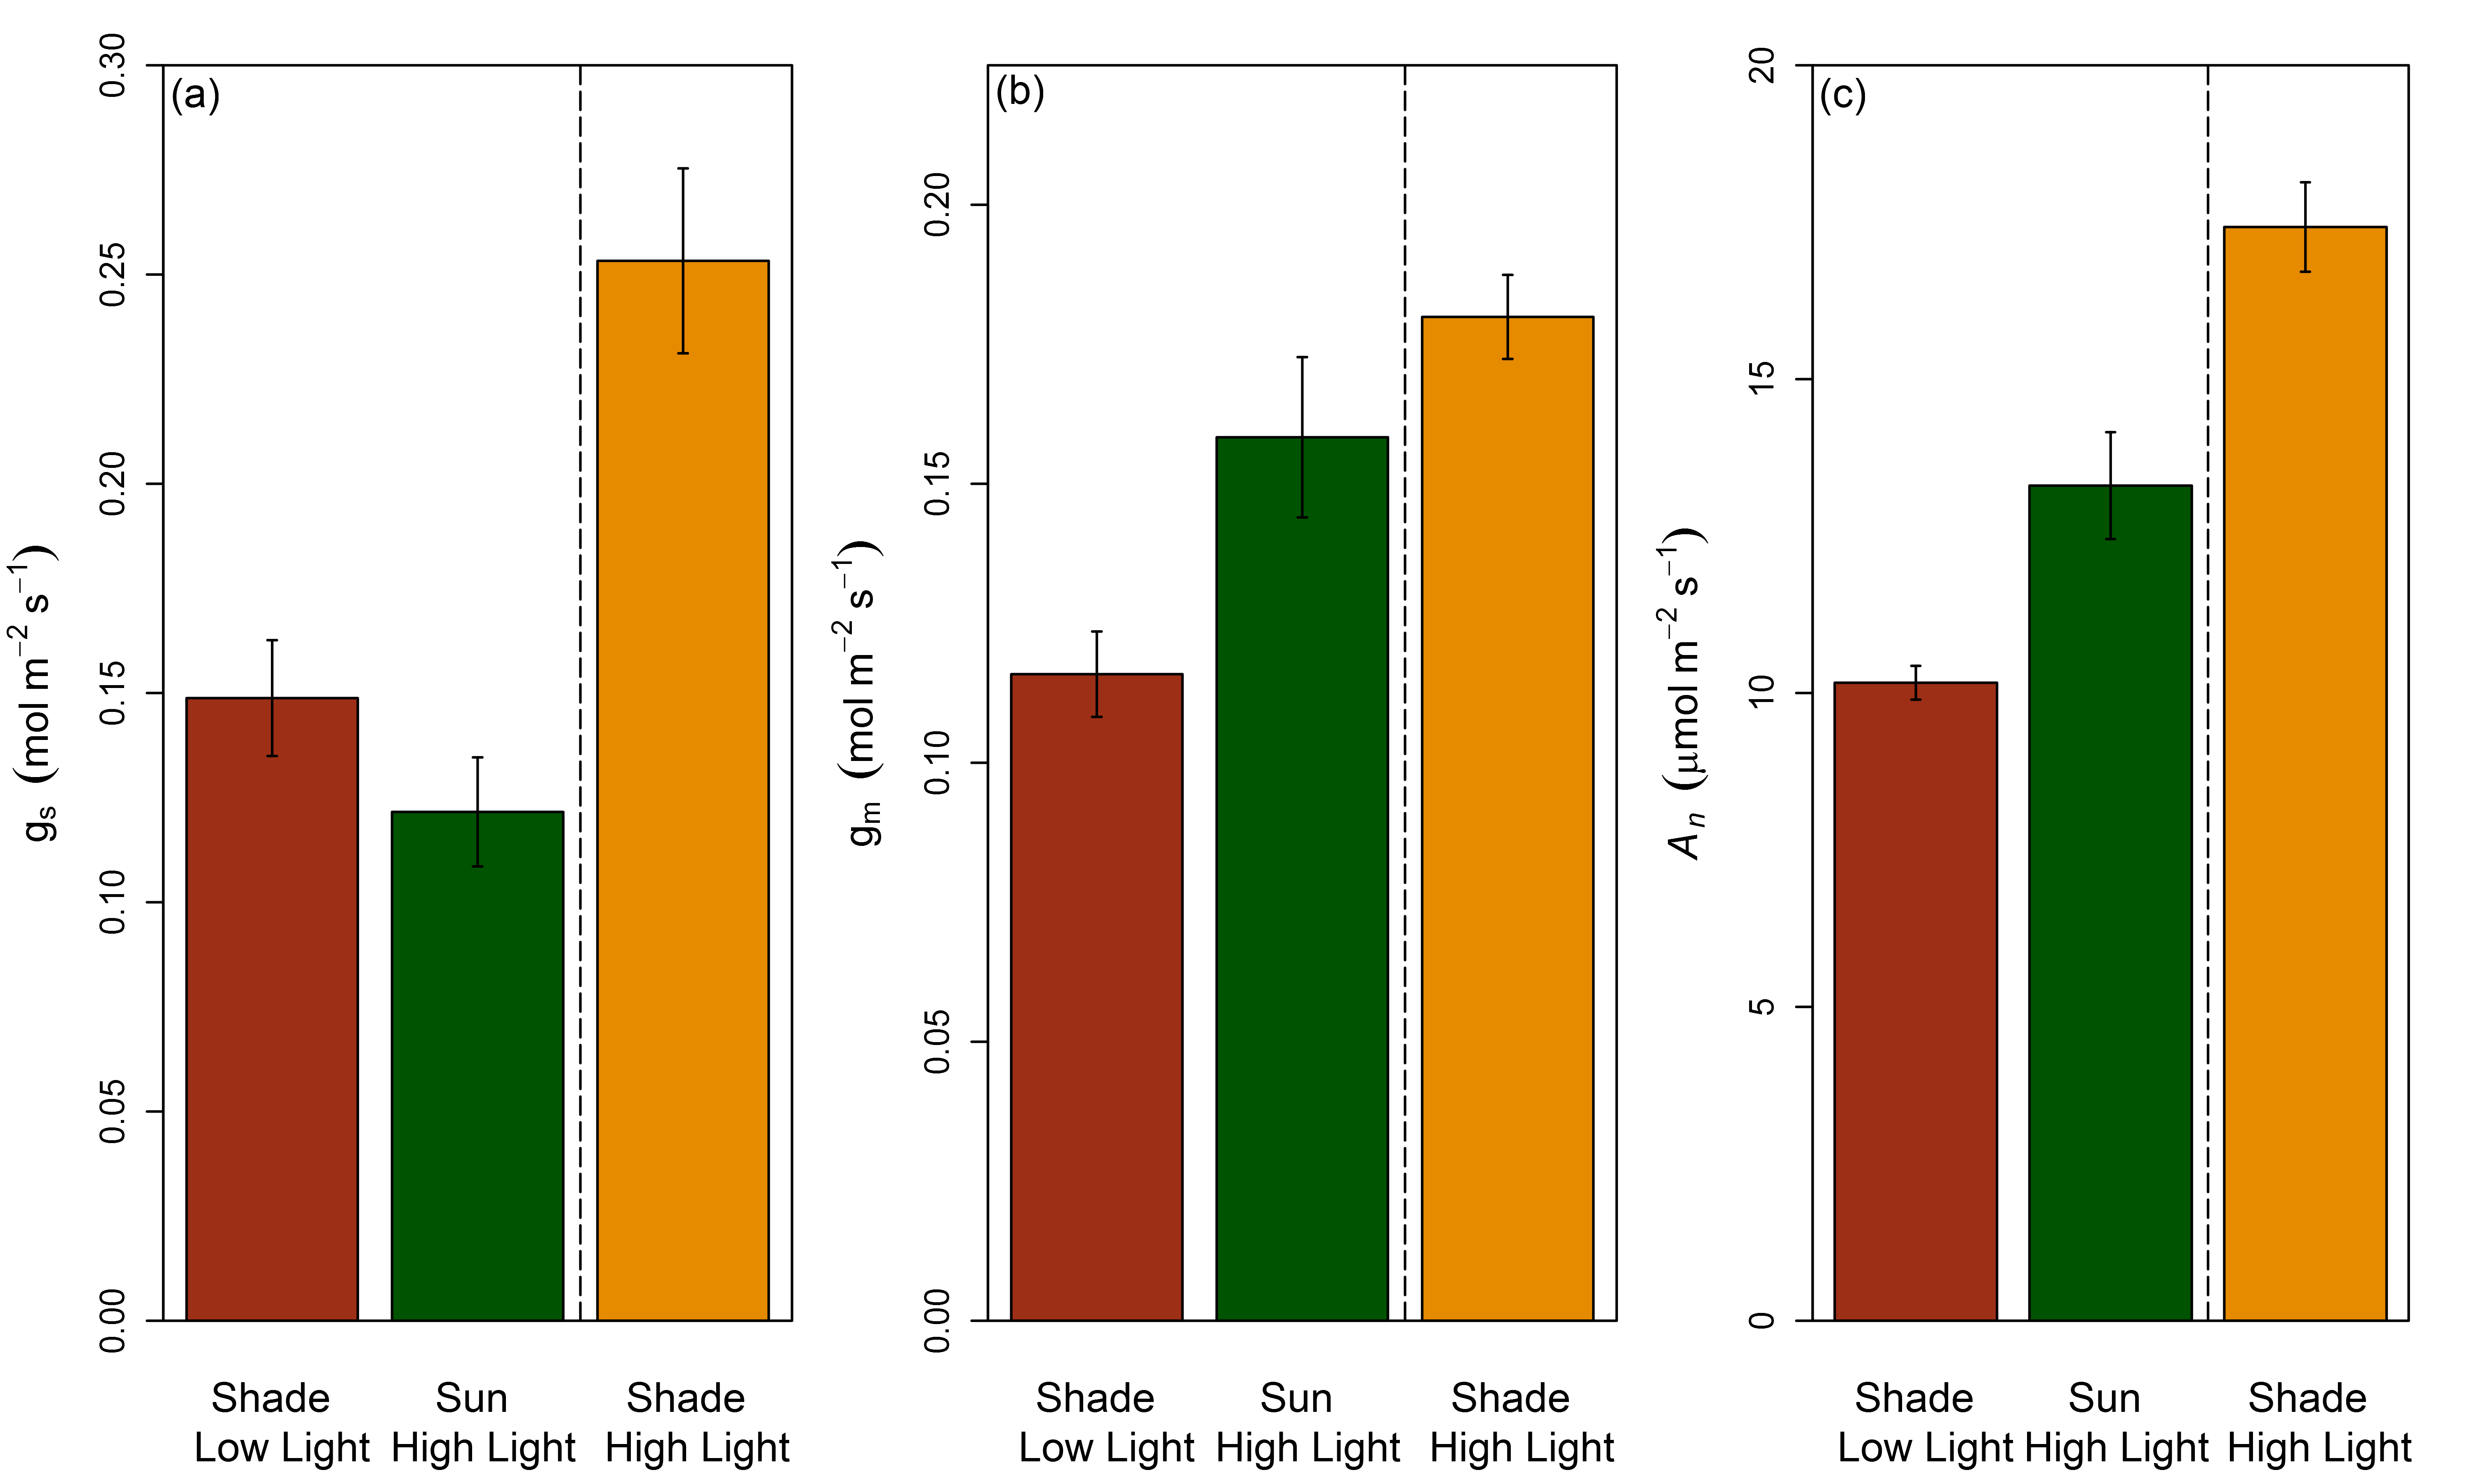 (a)
0.30
0.25
0.20
0.15
0.10
0.05
0.00
gs (mol m−2 s−1)
Shade Low Light
Sun High Light
Shade High Light
(b)
0.20
0.15
0.10
0.05
0.00
gm (mol m−2 s−1)
Shade Low Light
Sun High Light
Shade High Light
(c)
20
15
10
5
0
An (μmol m−2 s−1)
Shade Low Light
Sun High Light
Shade High Light